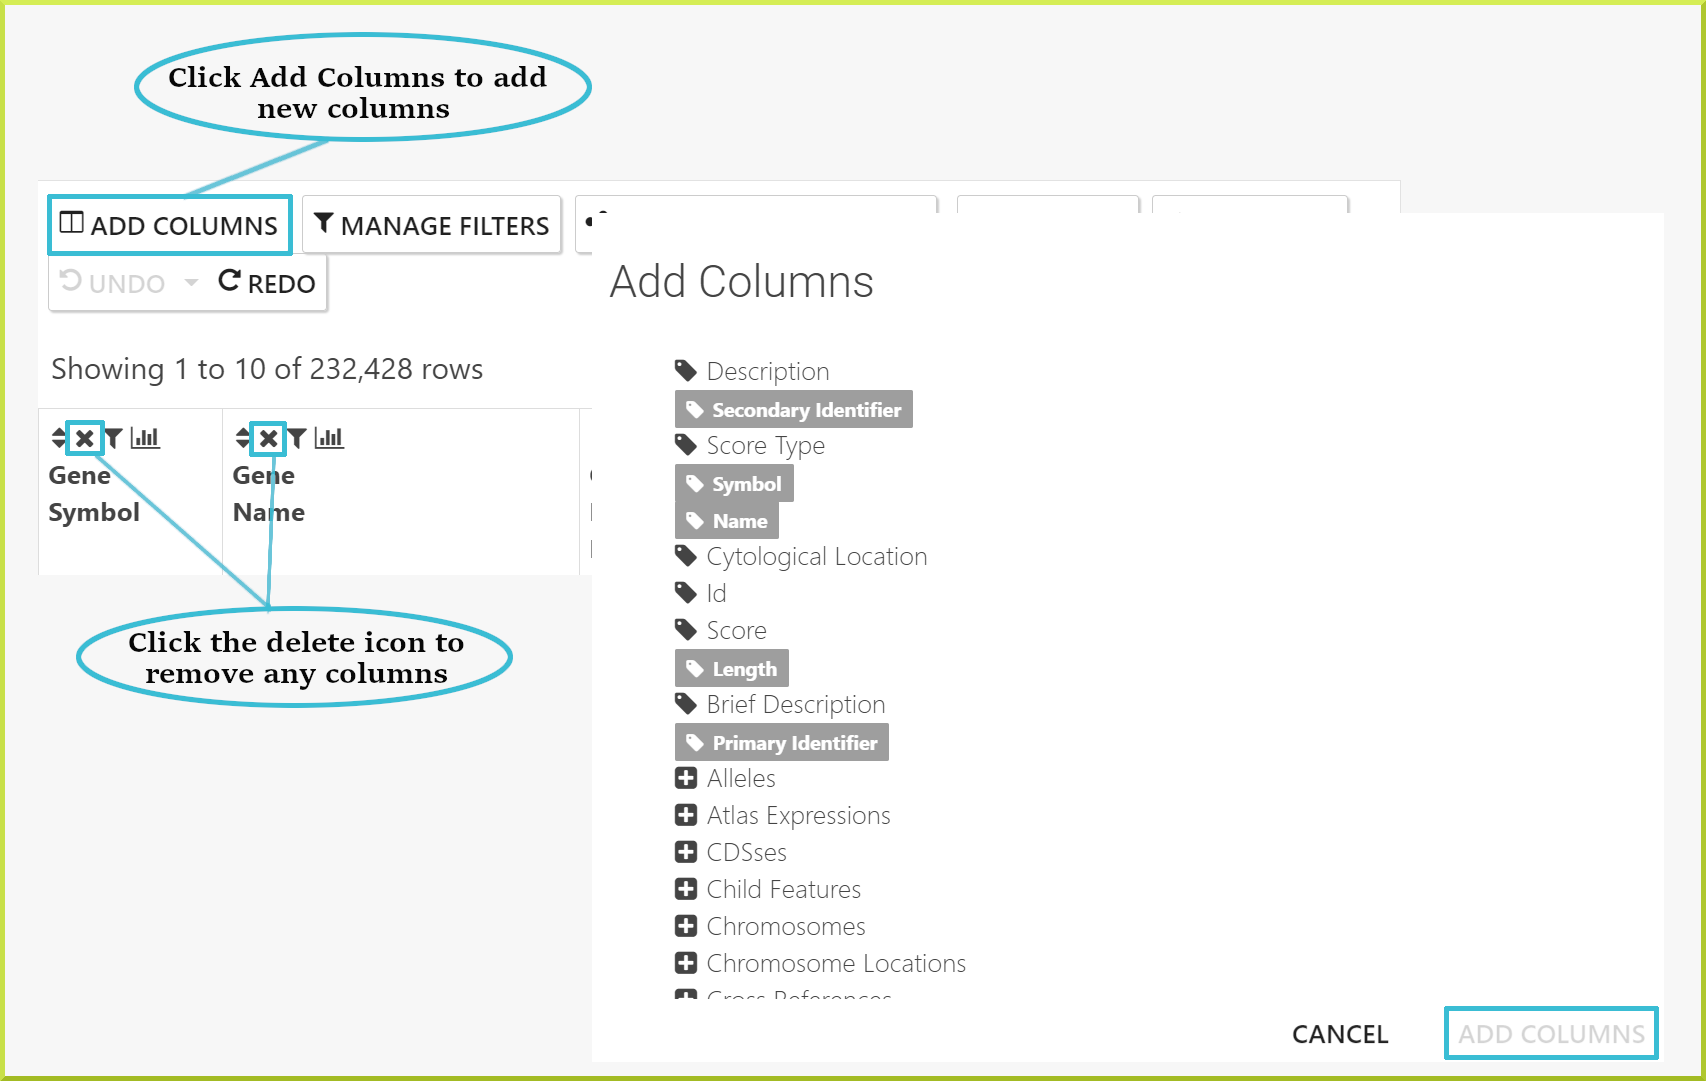 Click Add Columns to add
new columns
ADD COLUMNS
MANAGE FILTERS
UNDO
REDO
Showing 1 to 10 of 232,428 rows
Gene
Symbol
Gene
Name
Click the delete icon to
remove any columns
Add Columns
Description
Secondary Identifier
Score Type
Symbol
Name
Cytological Location
Id
Score
Length
Brief Description
Primary Identifier
Alleles
Atlas Expressions
CDSses
Child Features
Chromosomes
Chromosome Locations
Cross References
CANCEL
ADD COLUMNS